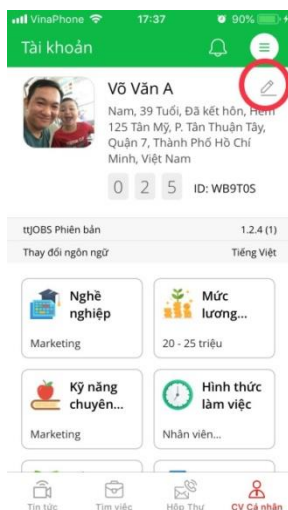 VinaPhone 17:37 90%
Tài khoản
Võ Văn A
Nam, 39 Tuổi, Đã kết hôn, Hẻm
125 Tân Mỹ, P. Tân Thuận Tây,
Quận 7, Thành Phố Hồ Chí
Minh, Việt Nam
0 2 5 ID: WB9T0S
ttJOBS Phiên bản 1.2.4 (1)
Thay đổi ngôn ngữ Tiếng Việt
Nghề
nghiệp
Marketing
Mức
lương...
20 - 25 triệu
Kỹ năng
chuyên...
Marketing
Hình thức
làm việc
Nhân viên...
Tin tức Tìm việc Hộp Thư CV Cá nhân